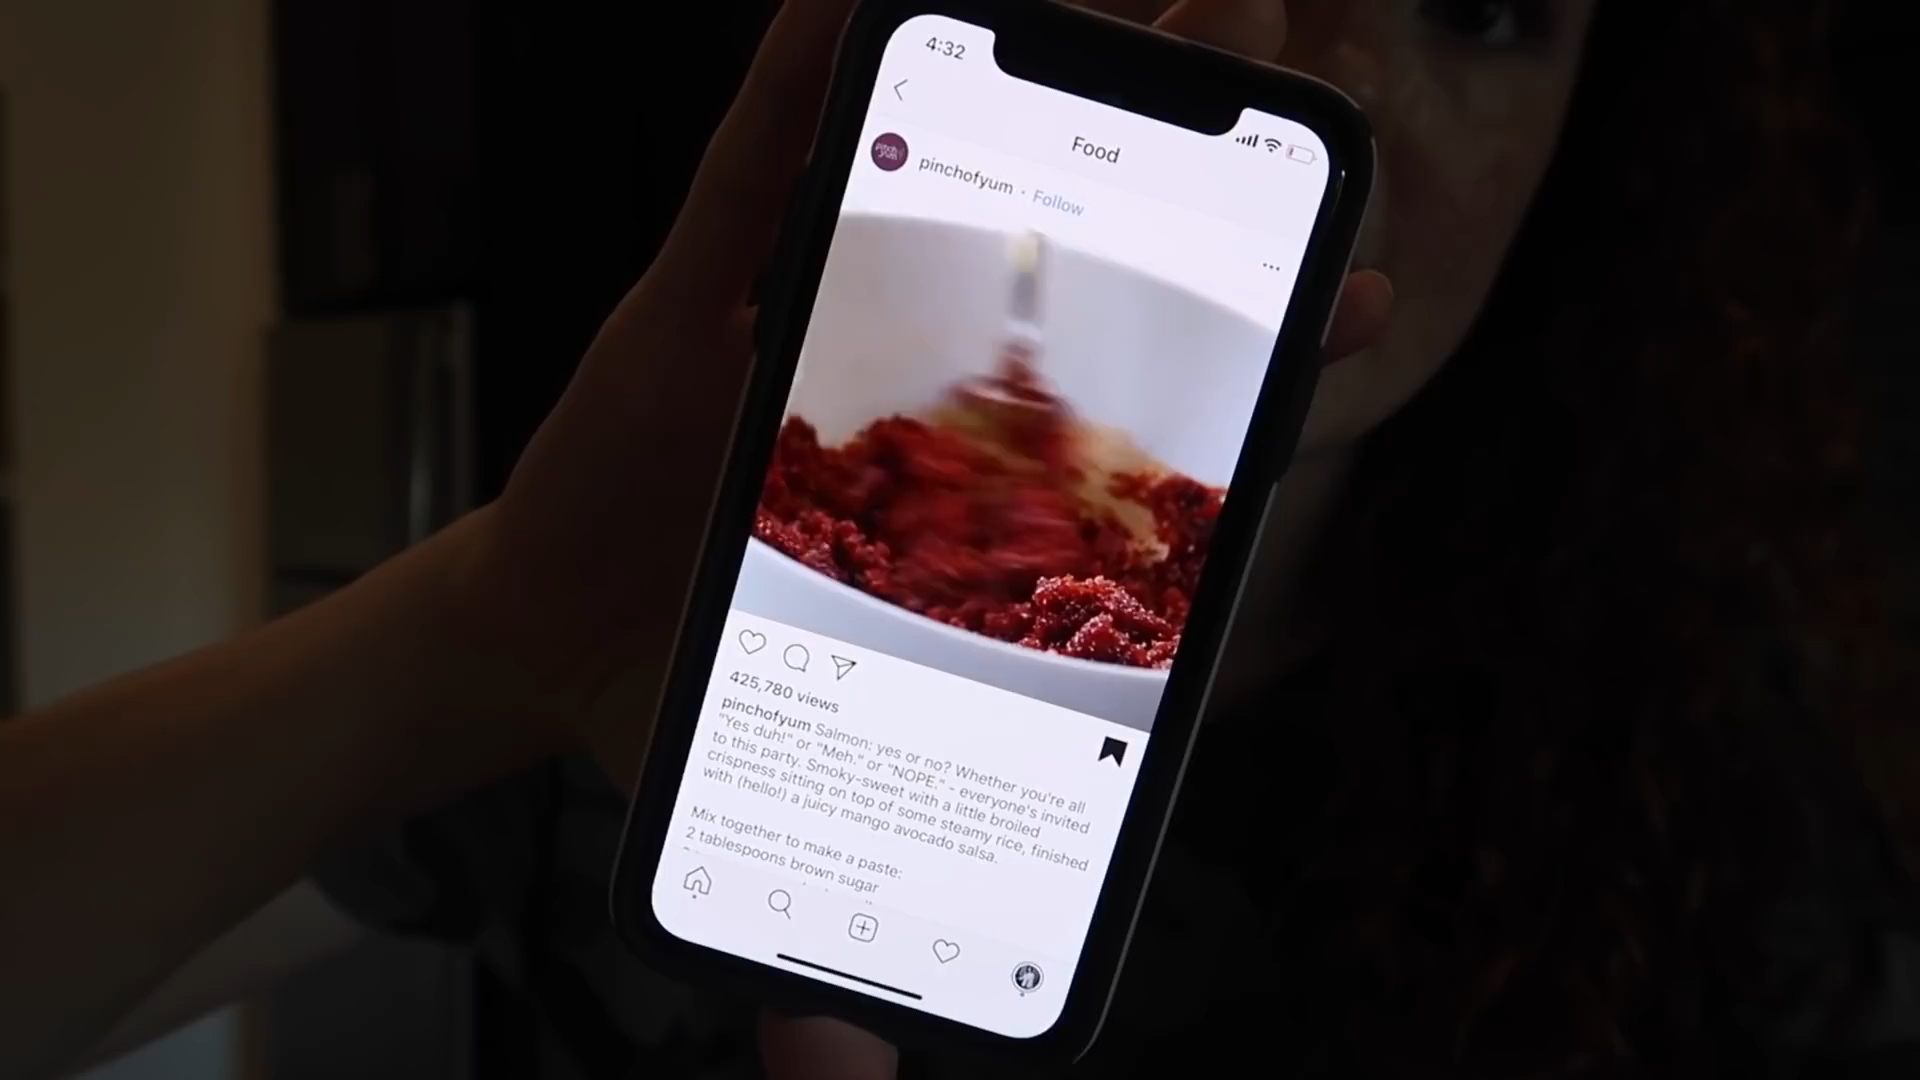 4:32
Food
pinchofyum • Follow
425,780 views
pinchofyum Salmon: yes or no? Whether you're all
"Yes duh!" or "Meh." or "NOPE." - everyone's invited
to this party. Smoky-sweet with a little broiled
crispness sitting on top of some steamy rice, finished
with (hello!) a juicy mango avocado salsa.
Mix together to make a paste:
2 tablespoons brown sugar